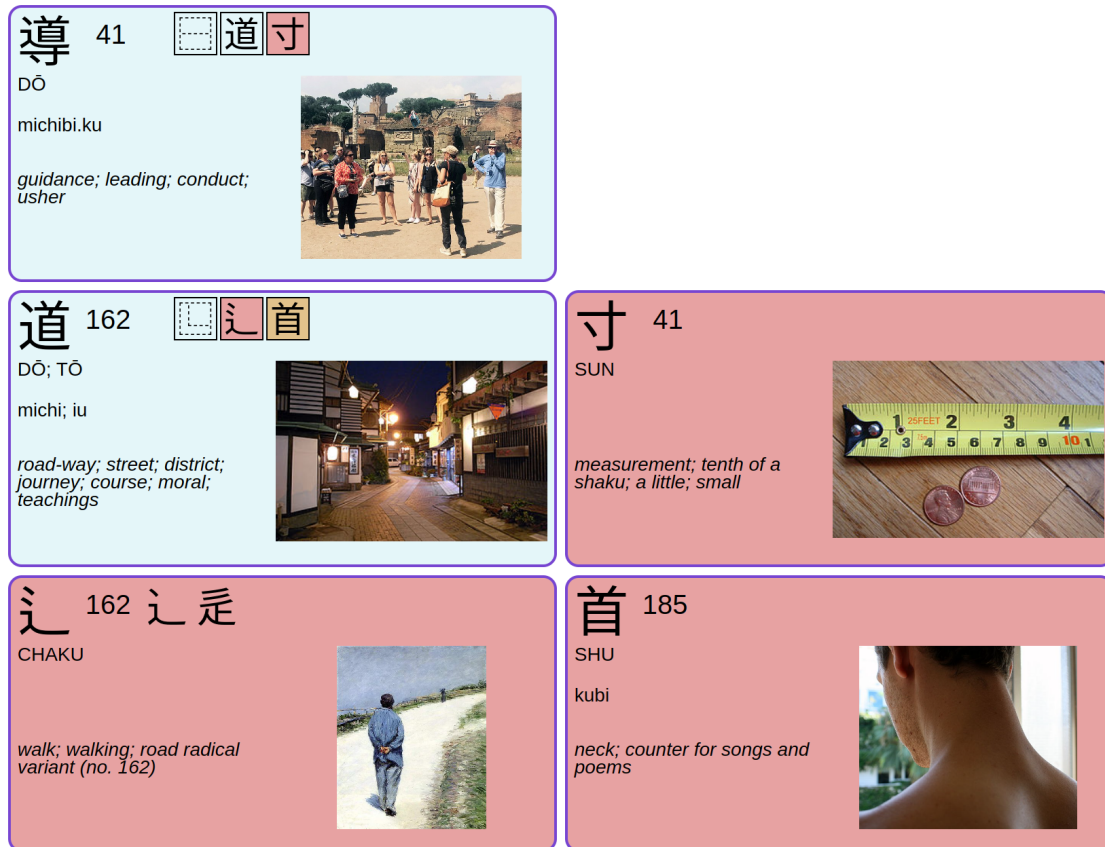 導 41 道 寸
DŌ
michibi.ku
guidance; leading; conduct;
usher
道 162 辶 首
DŌ; TŌ
michi; iu
road-way; street; district;
journey; course; moral;
teachings
寸 41
SUN
measurement; tenth of a
shaku; a little; small
1 25FEET 2 3 4
1 2 3 4 5 6 7 8 9 10 1
辶 162 辶 辵
CHAKU
walk; walking; road radical
variant (no. 162)
首 185
SHU
kubi
neck; counter for songs and
poems